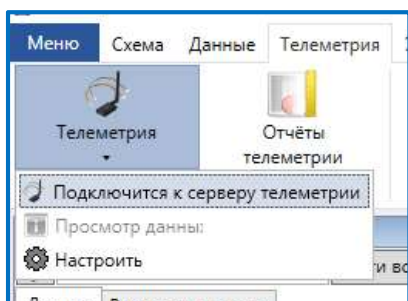 Меню Схема Данные Телеметрия
Телеметрия
Отчёты
телеметрии
Подключится к серверу телеметрии
Просмотр данны:
Настроить